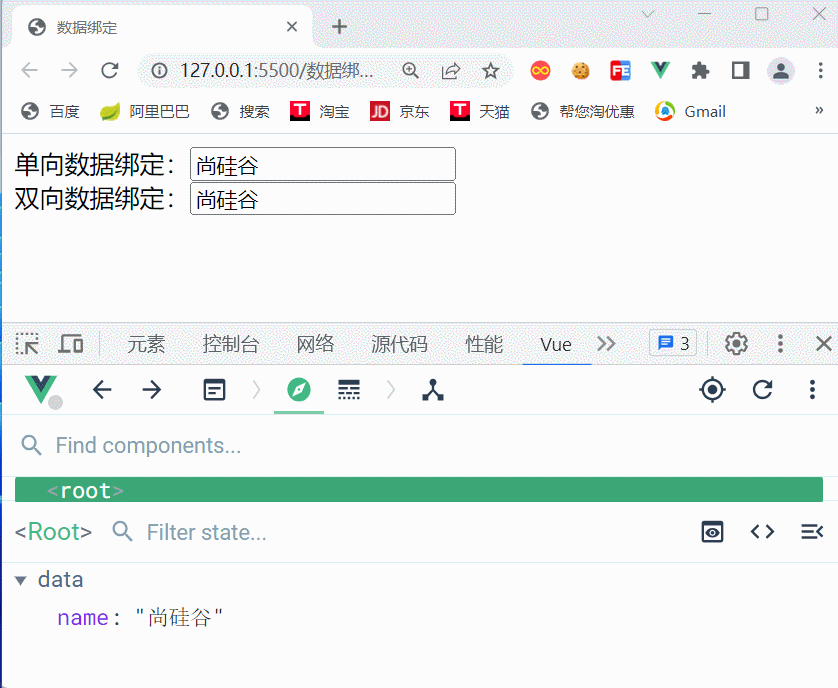 数据绑定
127.0.0.1:5500/数据绑...
FE
百度 阿里巴巴 搜索 T 淘宝 JD 京东 T 天猫 帮您淘优惠 Gmail »
单向数据绑定： 尚硅谷
双向数据绑定： 尚硅谷
元素 控制台 网络 源代码 性能 Vue 3
Find components...
<root>
<Root> Filter state...
data
name: "尚硅谷"